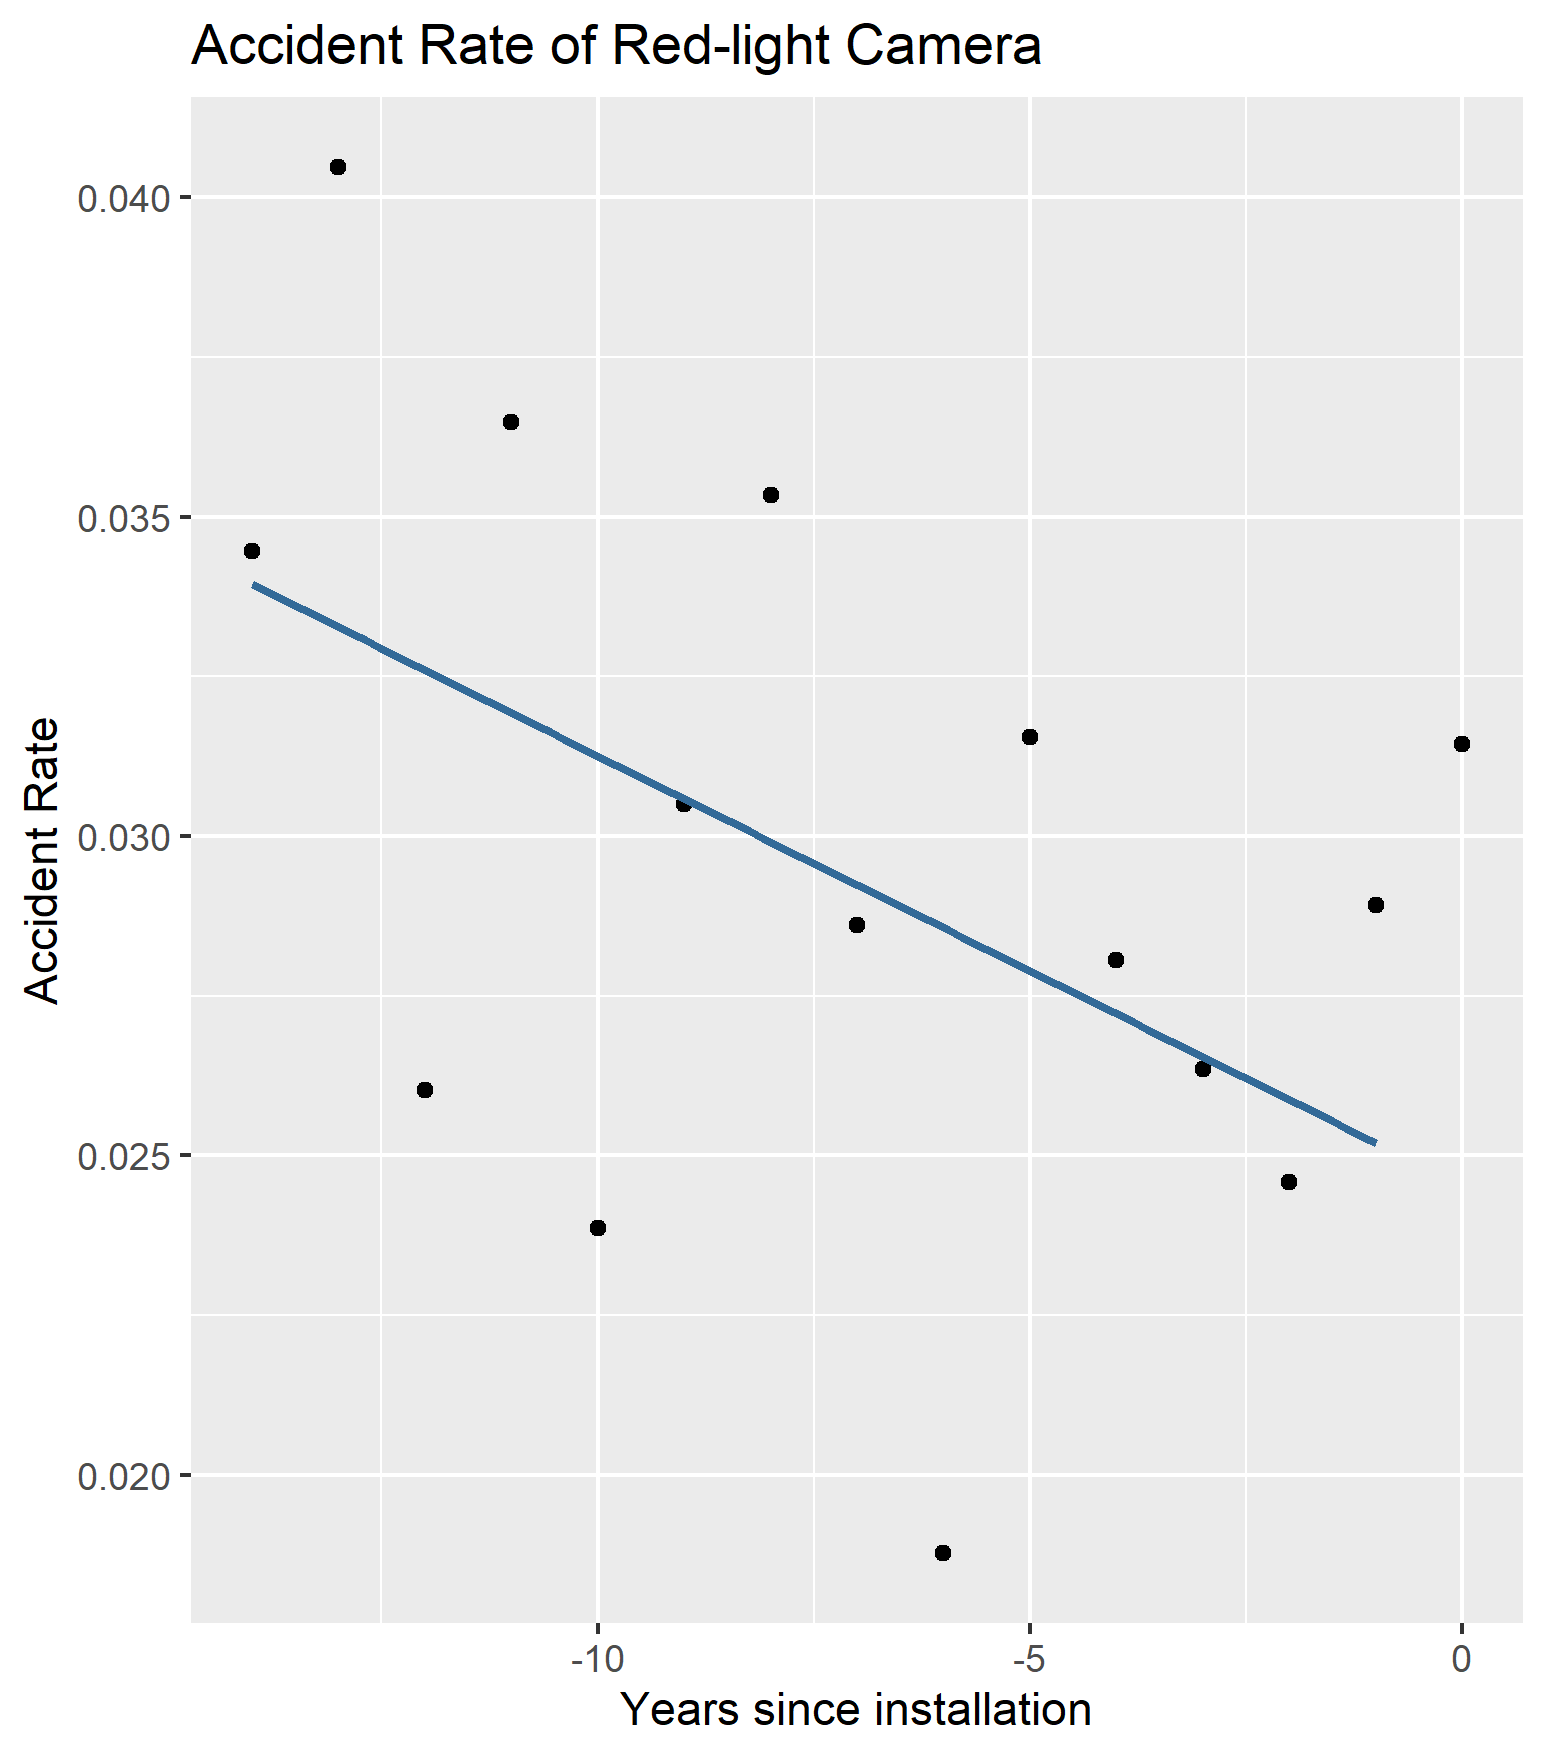 Accident Rate of Red-light Camera
0.040
0.035
0.030
0.025
0.020
Accident Rate
-10
-5
0
Years since installation